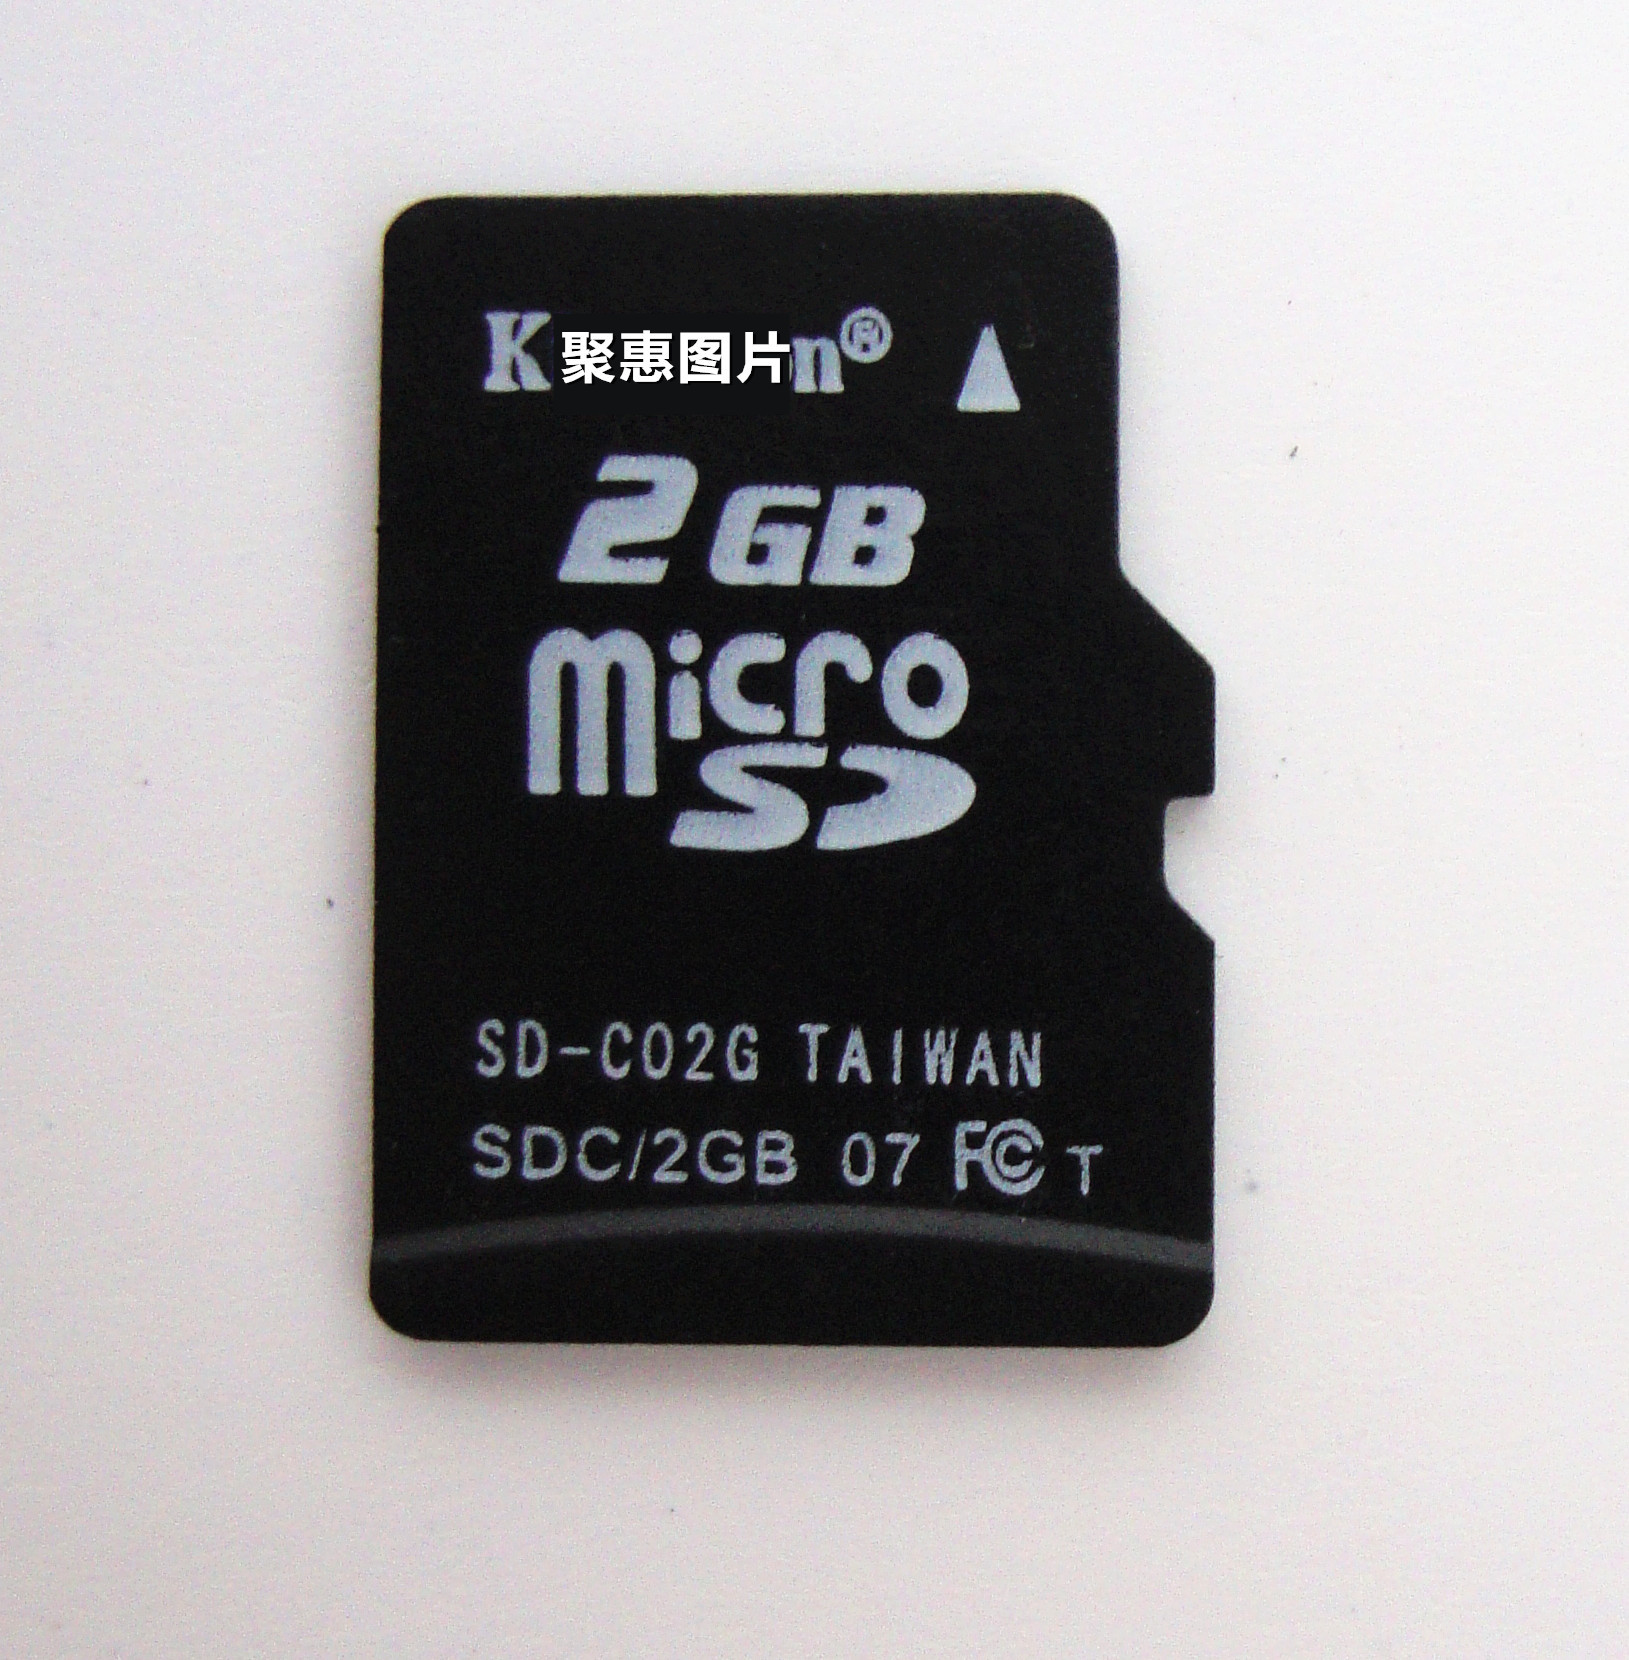 K聚惠图片n®
2GB
micro
SD
SD-C02G TAIWAN
SDC/2GB 07 FC T